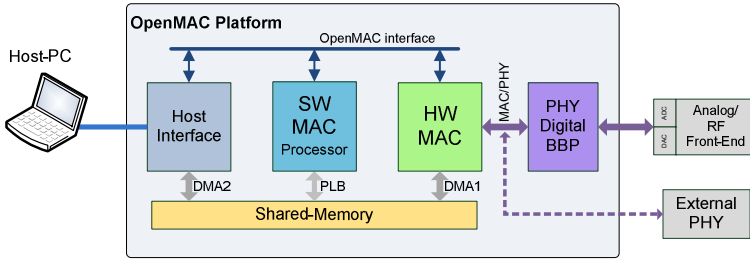 OpenMAC Platform
OpenMAC interface
Host-PC
Host
Interface
SW
MAC
Processor
HW
MAC
MAC/PHY
PHY
Digital
BBP
ADC
DAC
Analog/
RF
Front-End
DMA2
PLB
DMA1
Shared-Memory
External
PHY